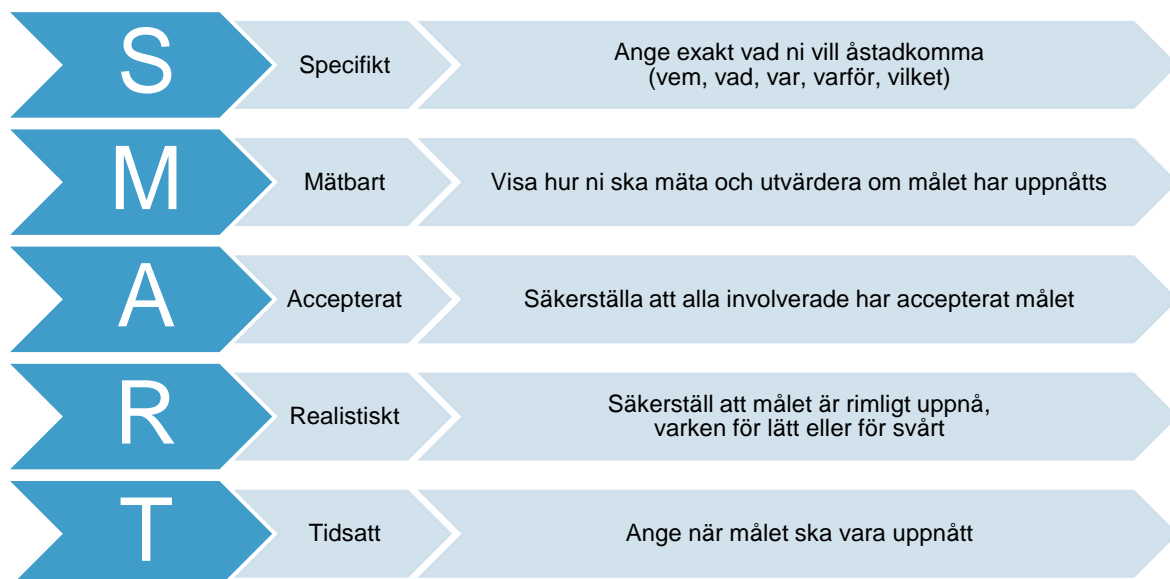 S
Specifikt
Ange exakt vad ni vill åstadkomma
(vem, vad, var, varför, vilket)
M
Mätbart
Visa hur ni ska mäta och utvärdera om målet har uppnåtts
A
Accepterat
Säkerställa att alla involverade har accepterat målet
R
Realistiskt
Säkerställ att målet är rimligt uppnå,
varken för lätt eller för svårt
T
Tidsatt
Ange när målet ska vara uppnått